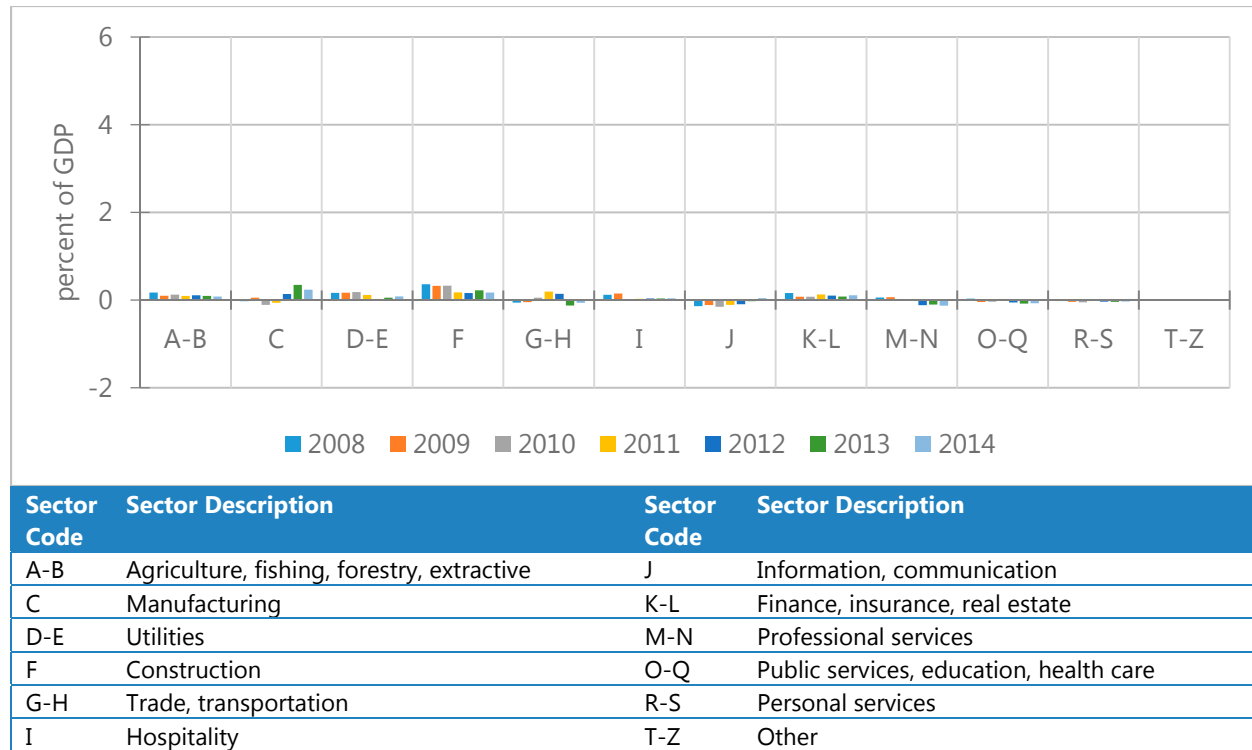 6
4
2
0
-2
percent of GDP
A-B C D-E F G-H I J K-L M-N O-Q R-S T-Z
2008 2009 2010 2011 2012 2013 2014
Sector Sector Description Sector Sector Description
Code Code
A-B Agriculture, fishing, forestry, extractive J Information, communication
C Manufacturing K-L Finance, insurance, real estate
D-E Utilities M-N Professional services
F Construction O-Q Public services, education, health care
G-H Trade, transportation R-S Personal services
I Hospitality T-Z Other